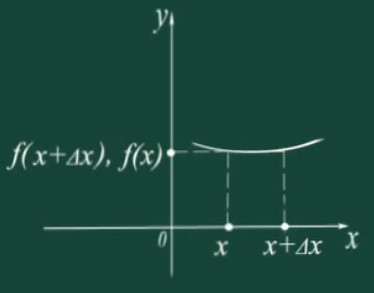 y
f(x+Δx), f(x)
0 x x+Δx x